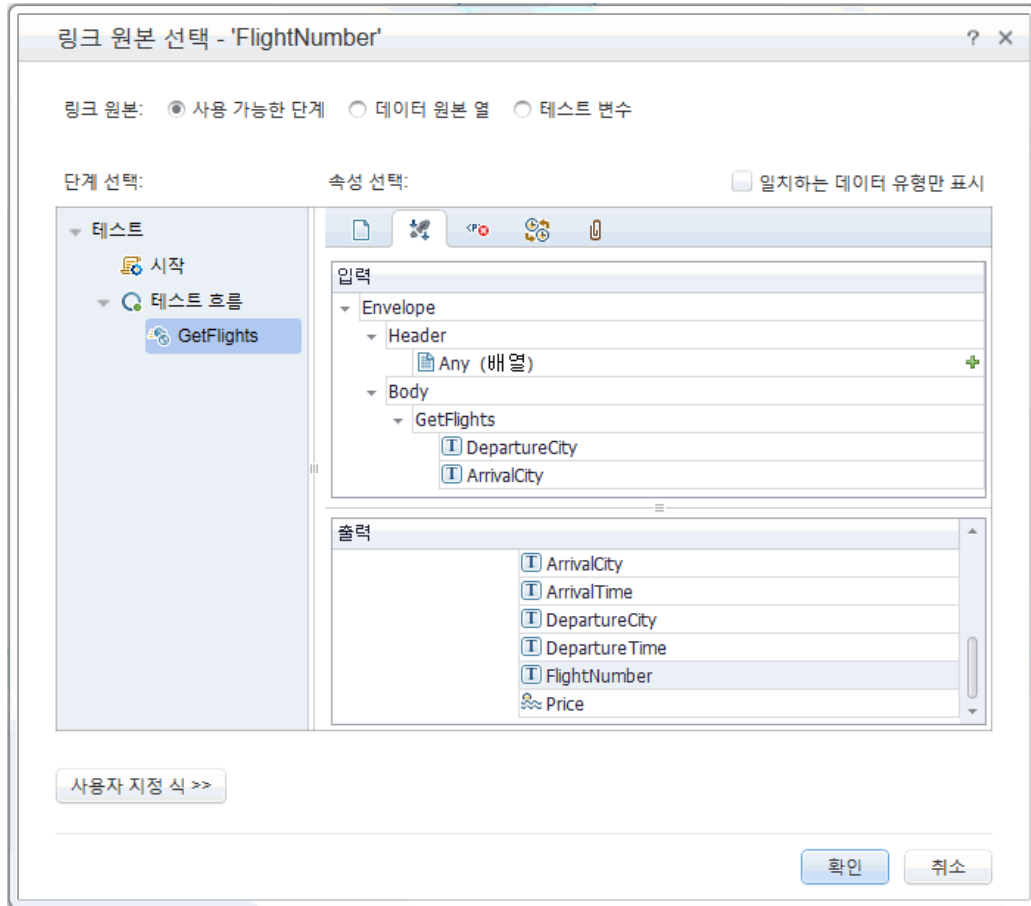 링크 원본 선택 - 'FlightNumber'
링크 원본: 사용 가능한 단계 데이터 원본 열 테스트 변수
단계 선택: 속성 선택: 일치하는 데이터 유형만 표시
테스트
시작
테스트 흐름
GetFlights
입력
Envelope
Header
Any (배열)
Body
GetFlights
DepartureCity
ArrivalCity
출력
ArrivalCity
ArrivalTime
DepartureCity
DepartureTime
FlightNumber
Price
사용자 지정 식 >>
확인 취소